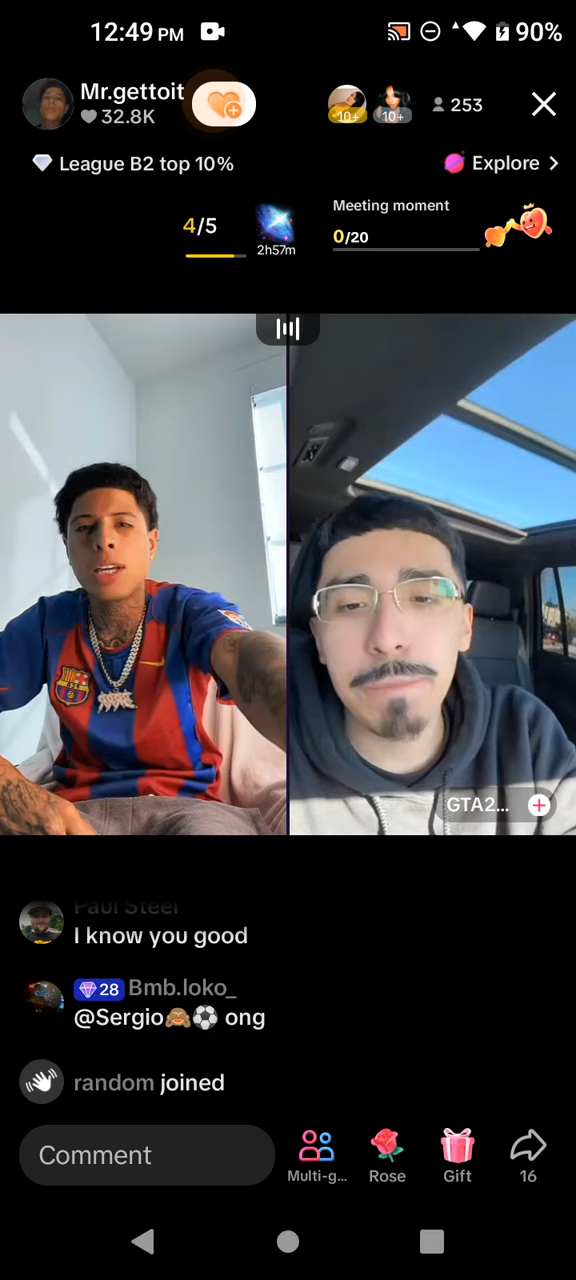 12:49 PM
90%
Mr.gettoit
32.8K
10+
10+
253
League B2 top 10%
Explore
4/5
2h57m
Meeting moment
0/20
GTA2...
Paul Steel
I know you good
28 Bmb.loko_
@Sergio🙈⚽ ong
random joined
Comment
Multi-g...
Rose
Gift
16